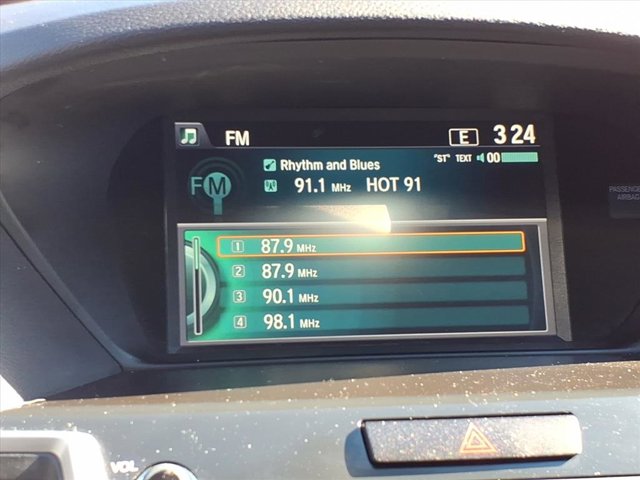 FM E 3 24
Rhythm and Blues "ST" TEXT 00
FM 91.1 MHz HOT 91
1 87.9 MHz
2 87.9 MHz
3 90.1 MHz
4 98.1 MHz
PASSENGER
AIRBAG
VOL